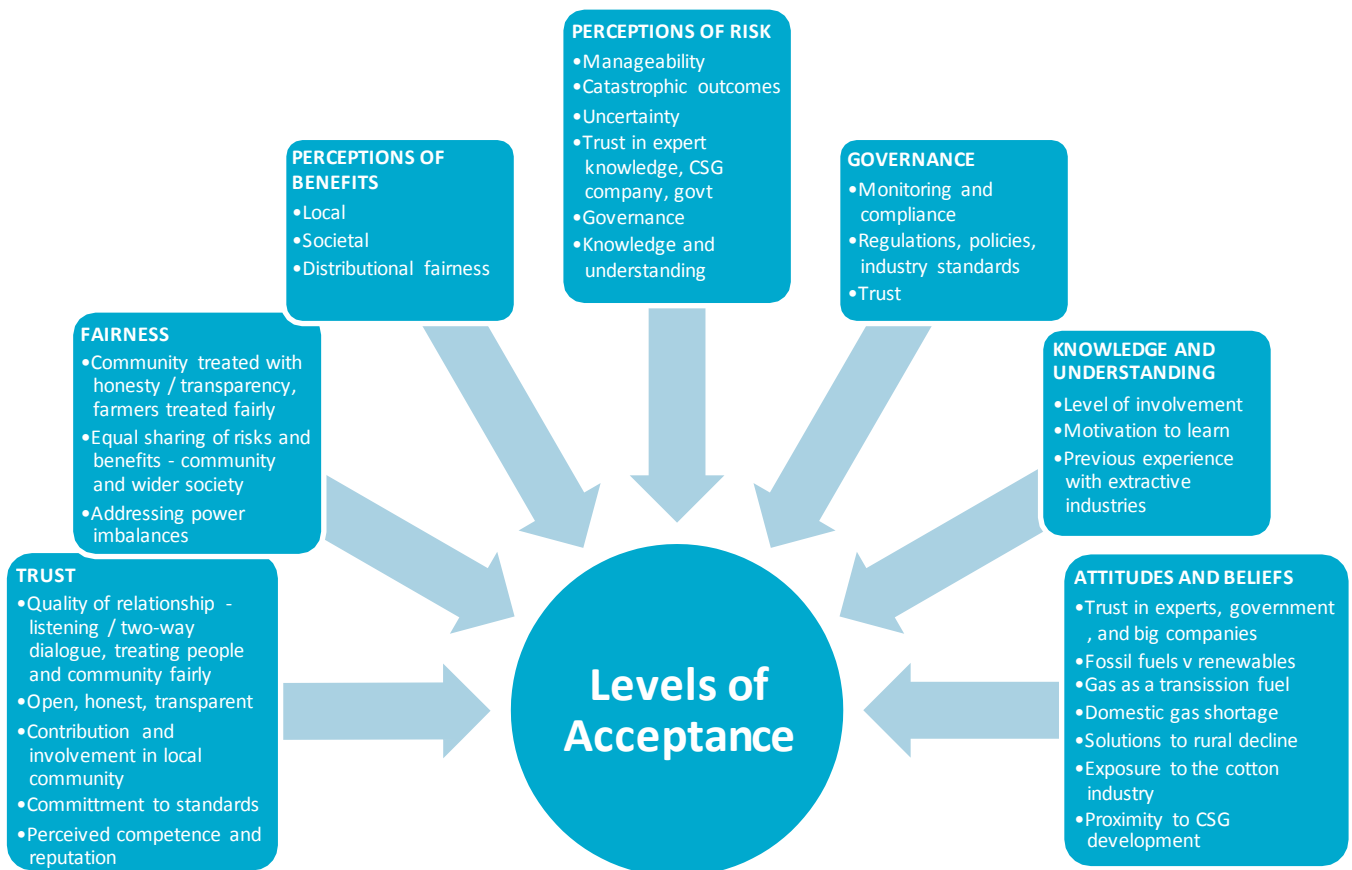 PERCEPTIONS OF RISK
•Manageability
•Catastrophic outcomes
•Uncertainty
•Trust in expert
knowledge, CSG
company, govt
•Governance
•Knowledge and
understanding
PERCEPTIONS OF
BENEFITS
•Local
•Societal
•Distributional fairness
GOVERNANCE
•Monitoring and
compliance
•Regulations, policies,
industry standards
•Trust
FAIRNESS
•Community treated with
honesty / transparency,
farmers treated fairly
•Equal sharing of risks and
benefits - community
and wider society
•Addressing power
imbalances
KNOWLEDGE AND
UNDERSTANDING
•Level of involvement
•Motivation to learn
•Previous experience
with extractive
industries
TRUST
•Quality of relationship -
listening / two-way
dialogue, treating people
and community fairly
•Open, honest, transparent
•Contribution and
involvement in local
community
•Committment to standards
•Perceived competence and
reputation
ATTITUDES AND BELIEFS
•Trust in experts, government
, and big companies
•Fossil fuels v renewables
•Gas as a transission fuel
•Domestic gas shortage
•Solutions to rural decline
•Exposure to the cotton
industry
•Proximity to CSG
development
Levels of
Acceptance